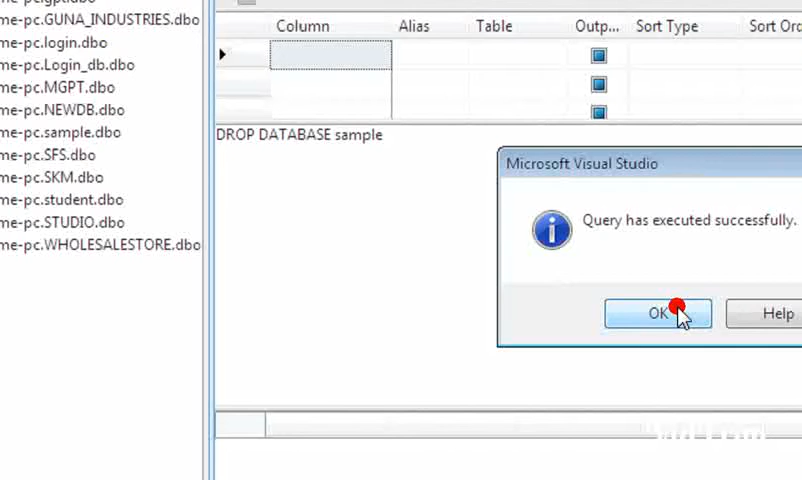 me-pc.GUNA_INDUSTRIES.dbo
me-pc.login.dbo
me-pc.Login_db.dbo
me-pc.MGPT.dbo
me-pc.NEWDB.dbo
me-pc.sample.dbo
me-pc.SFS.dbo
me-pc.SKM.dbo
me-pc.student.dbo
me-pc.STUDIO.dbo
me-pc.WHOLESALESTORE.dbo
Column Alias Table Outp... Sort Type Sort Ord
DROP DATABASE sample
Microsoft Visual Studio
Query has executed successfully.
OK Help